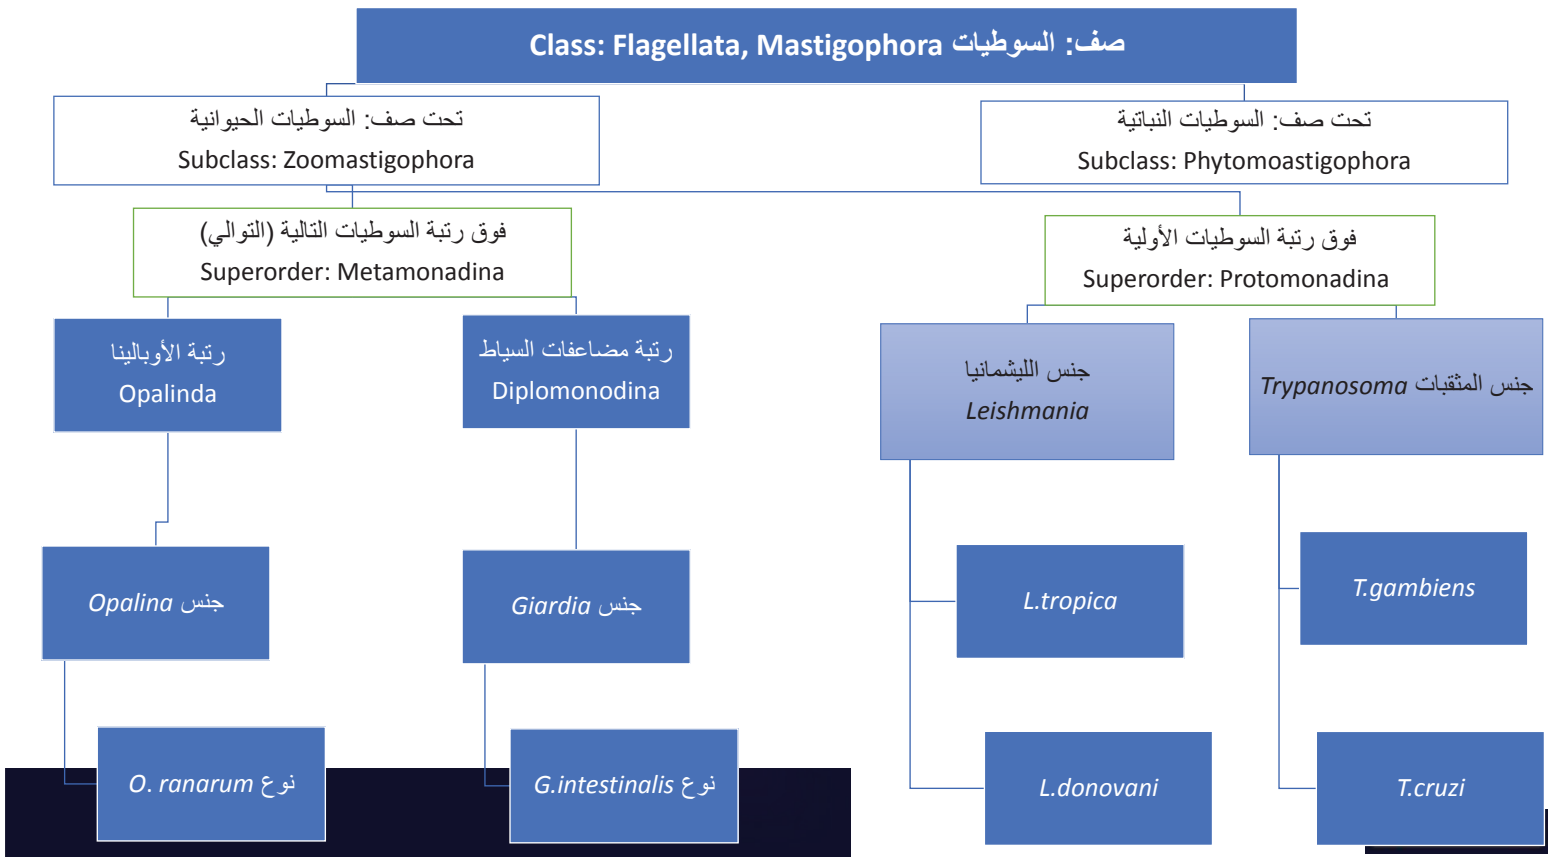 صف: السوطيات Class: Flagellata, Mastigophora
تحت صف: السوطيات الحيوانية
Subclass: Zoomastigophora
تحت صف: السوطيات النباتية
Subclass: Phytomoastigophora
فوق رتبة السوطيات التالية (التوالي)
Superorder: Metamonadina
فوق رتبة السوطيات الأولية
Superorder: Protomonadina
رتبة الأوبالينا
Opalinda
رتبة مضاعفات السياط
Diplomonodina
جنس الليشمانيا
Leishmania
جنس المثقبات Trypanosoma
جنس Opalina
جنس Giardia
L.tropica
T.gambiens
نوع O. ranarum
نوع G.intestinalis
L.donovani
T.cruzi